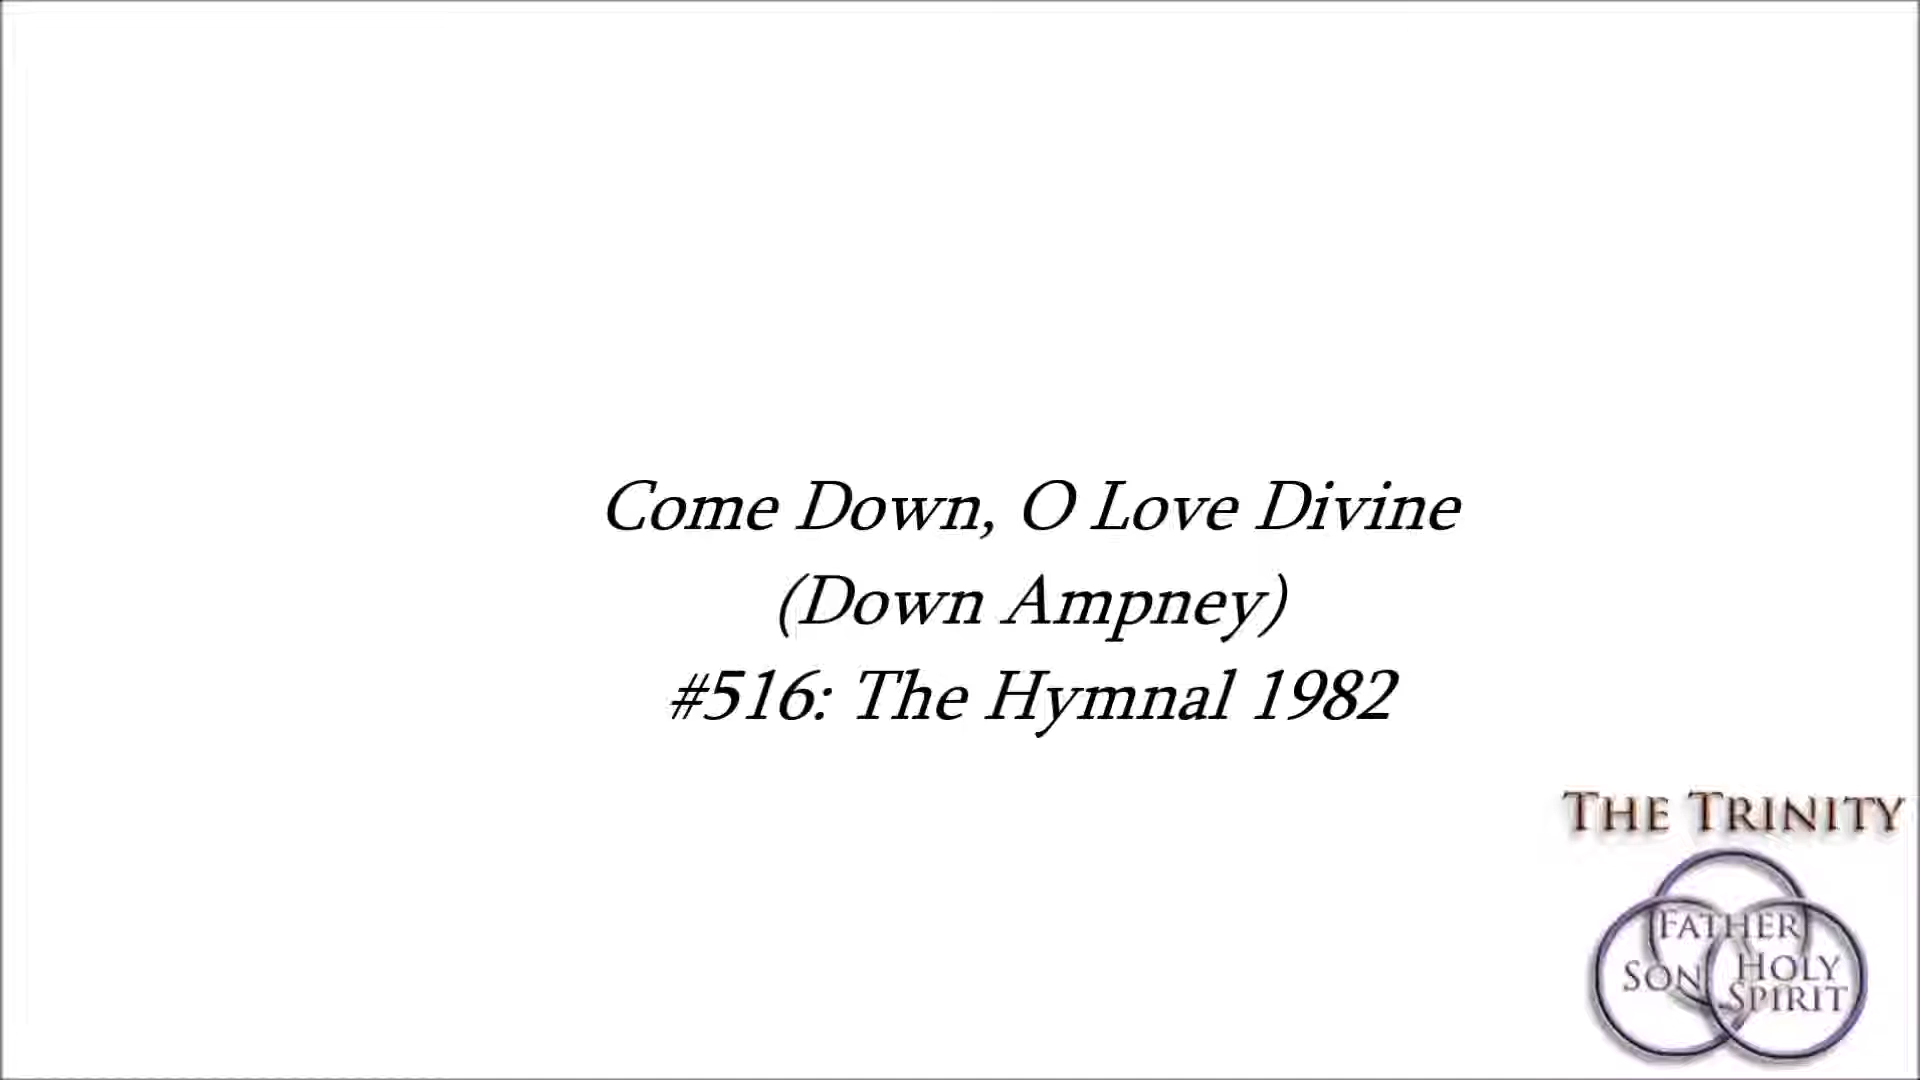 Come Down, O Love Divine
(Down Ampney)
#516: The Hymnal 1982
THE TRINITY
FATHER
SON
HOLY
SPIRIT